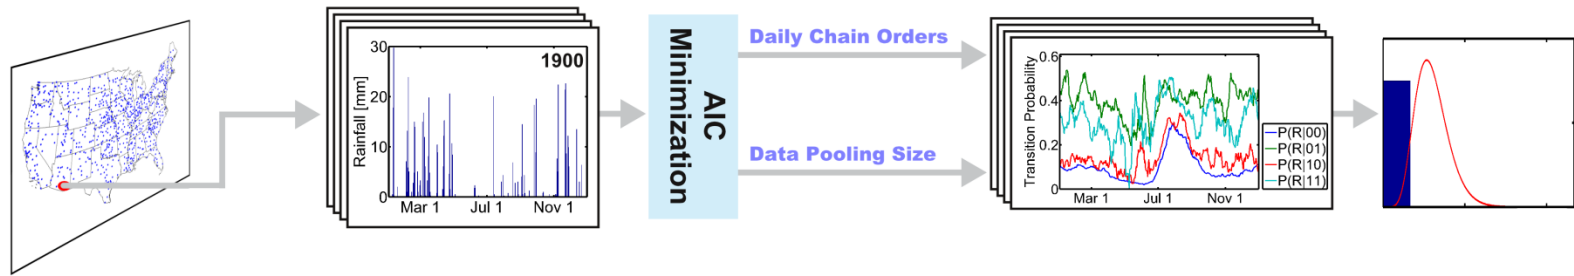 30
20
10
0
Rainfall [mm]
1900
Mar 1 Jul 1 Nov 1
AIC
Minimization
Daily Chain Orders
Data Pooling Size
0.6
0.4
0.2
0
Transition Probability
Mar 1 Jul 1 Nov 1
P(R|00)
P(R|01)
P(R|10)
P(R|11)